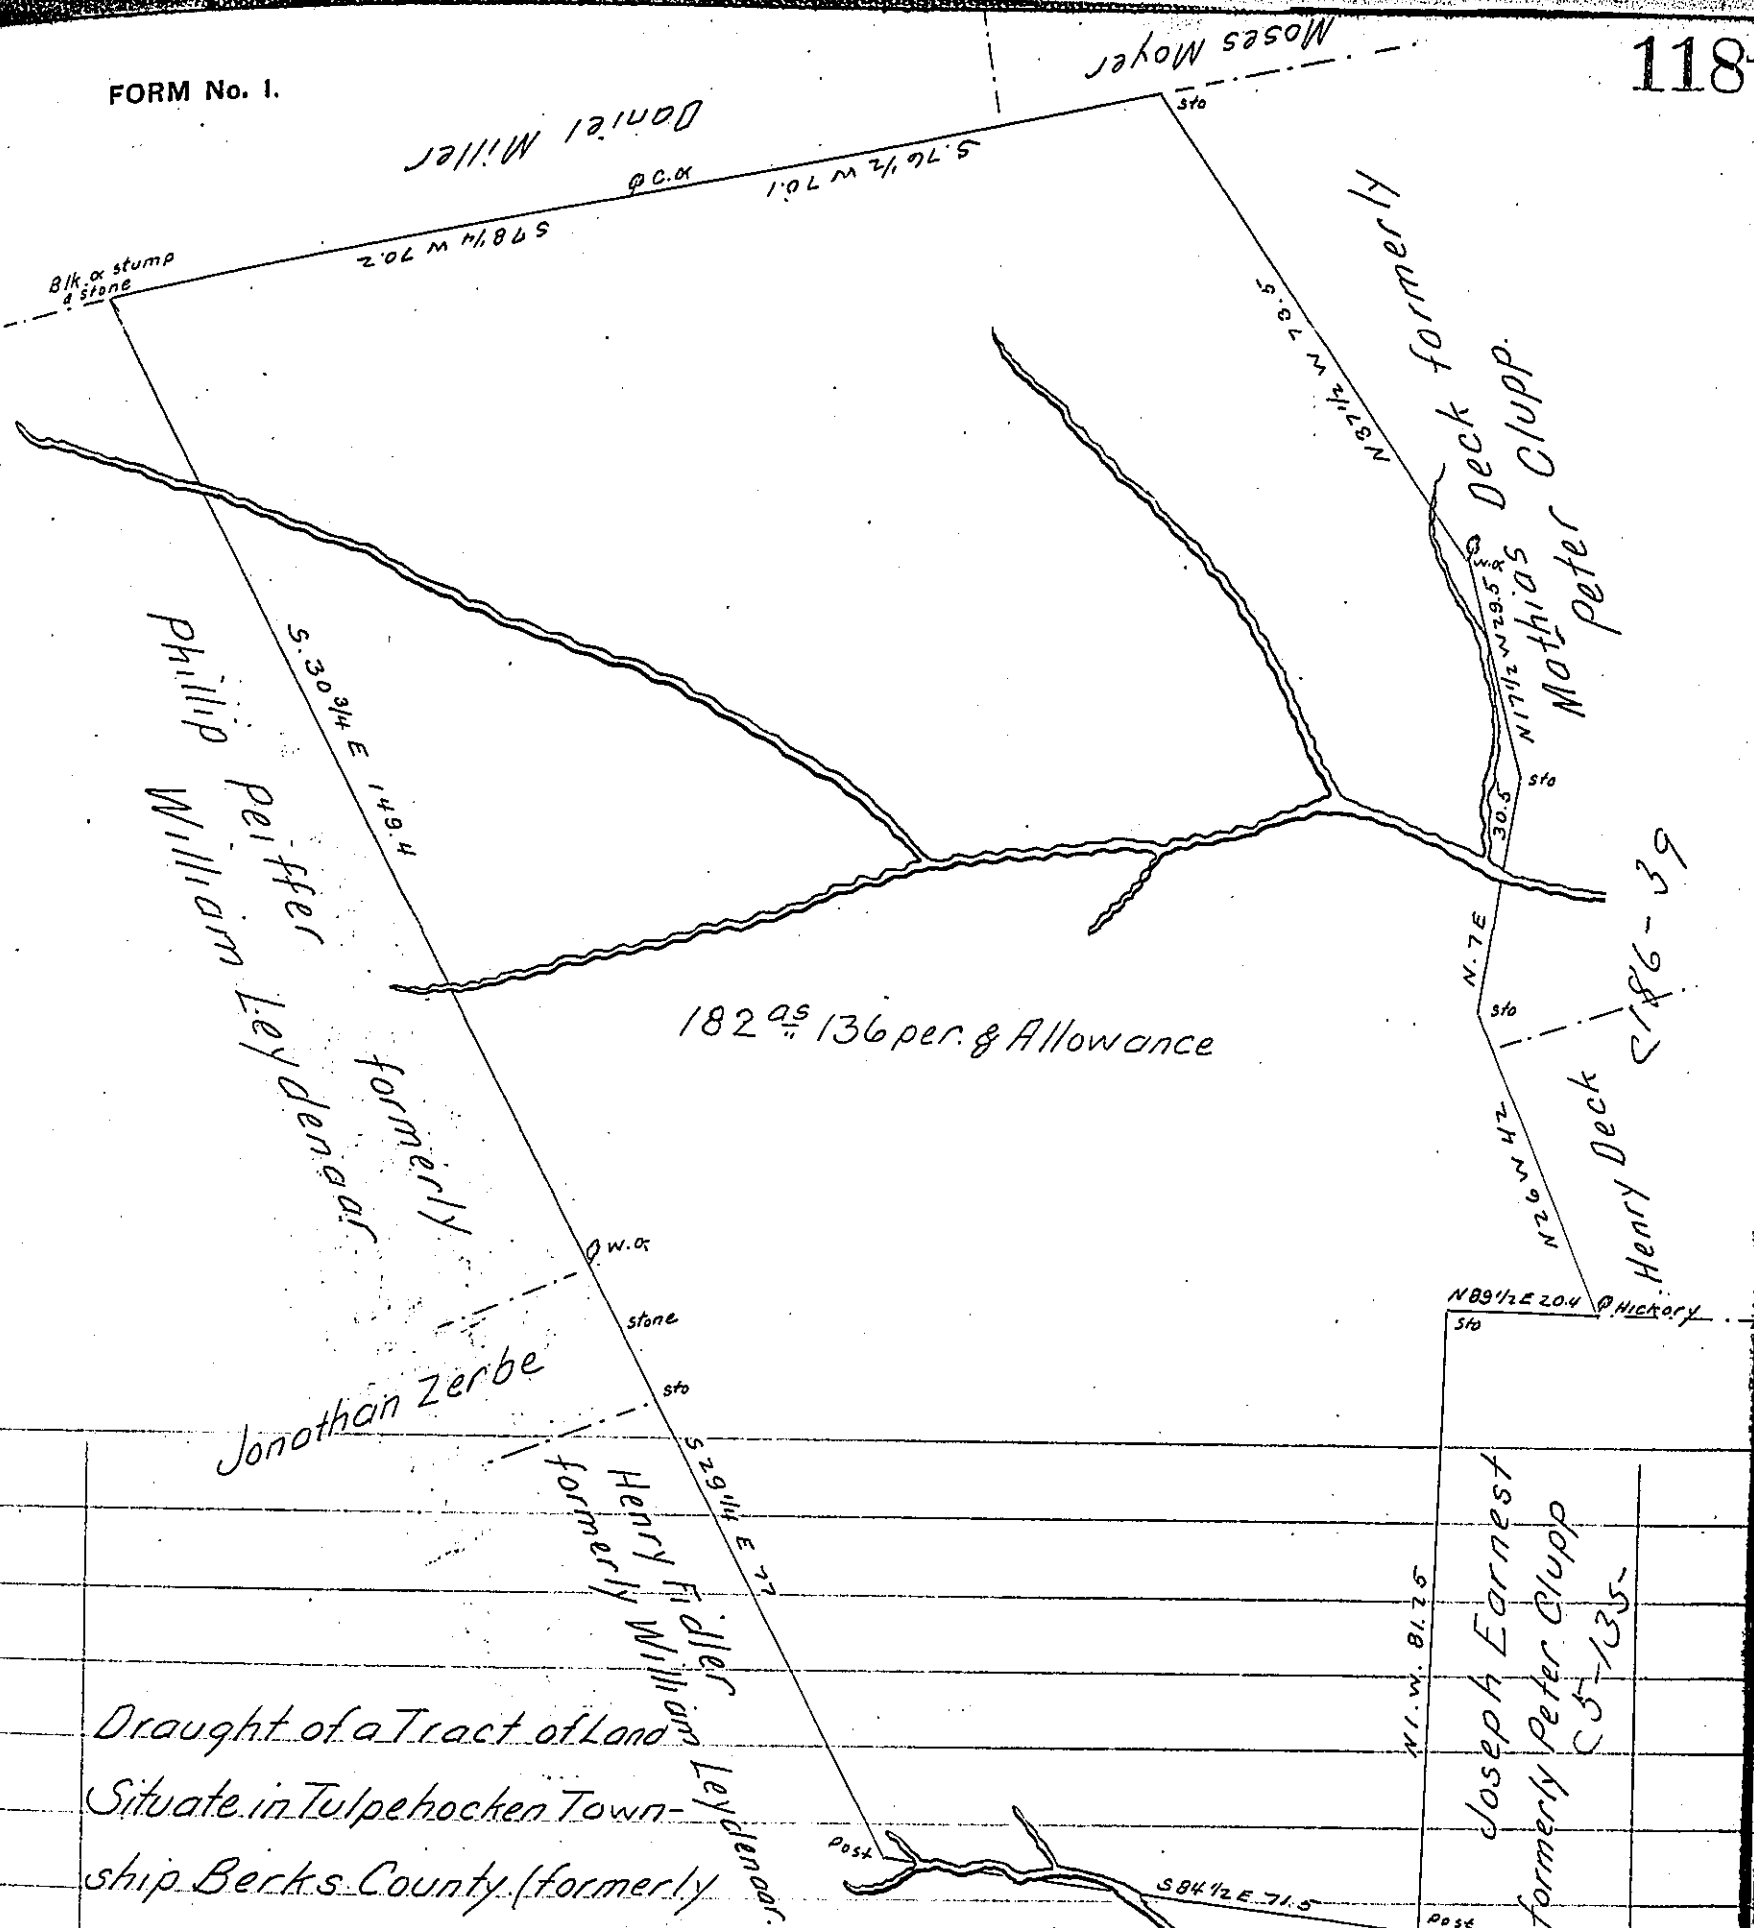 FORM No. 1.
118
Moses Moyer
Daniel Miller
sto
S. 76 1/2 W 70.1
C.O
S 78 1/4 W 70.2
Blk. o stump
a stone
N 37 1/2 W 73.5
Mathias Deck formerly
Peter Clupp.
w.o
N 17 1/2 W 29.5
sto
30.5
N. 7 E
sto
C186-39
S. 30 3/4 E 149.4
Phillip Peiffer formerly
William Leydenaar
182 as 136 per. & Allowance
N 26 W 42
Henry Deck
W.o
stone
N 89 1/2 E 20.4
Hickory
sto
Jonathan Zerbe
sto
S 29 1/4 E 77
Henry Fidler
formerly William Leydenaar.
N 1. W. 81.25
Joseph Earnest
formerly Peter Clupp
C5-135-
Draught of a Tract of Land
Situate in Tulpehocken Town-
ship Berks County (formerly
Post
S 84 1/2 E 71.5
Post